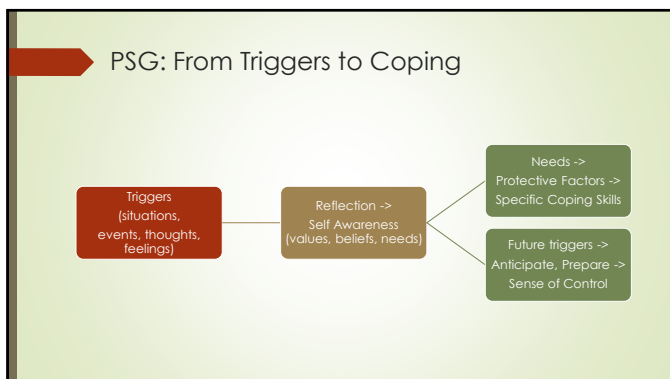 PSG: From Triggers to Coping
Triggers
(situations,
events, thoughts,
feelings)
Reflection ->
Self Awareness
(values, beliefs, needs)
Needs ->
Protective Factors ->
Specific Coping Skills
Future triggers ->
Anticipate, Prepare ->
Sense of Control